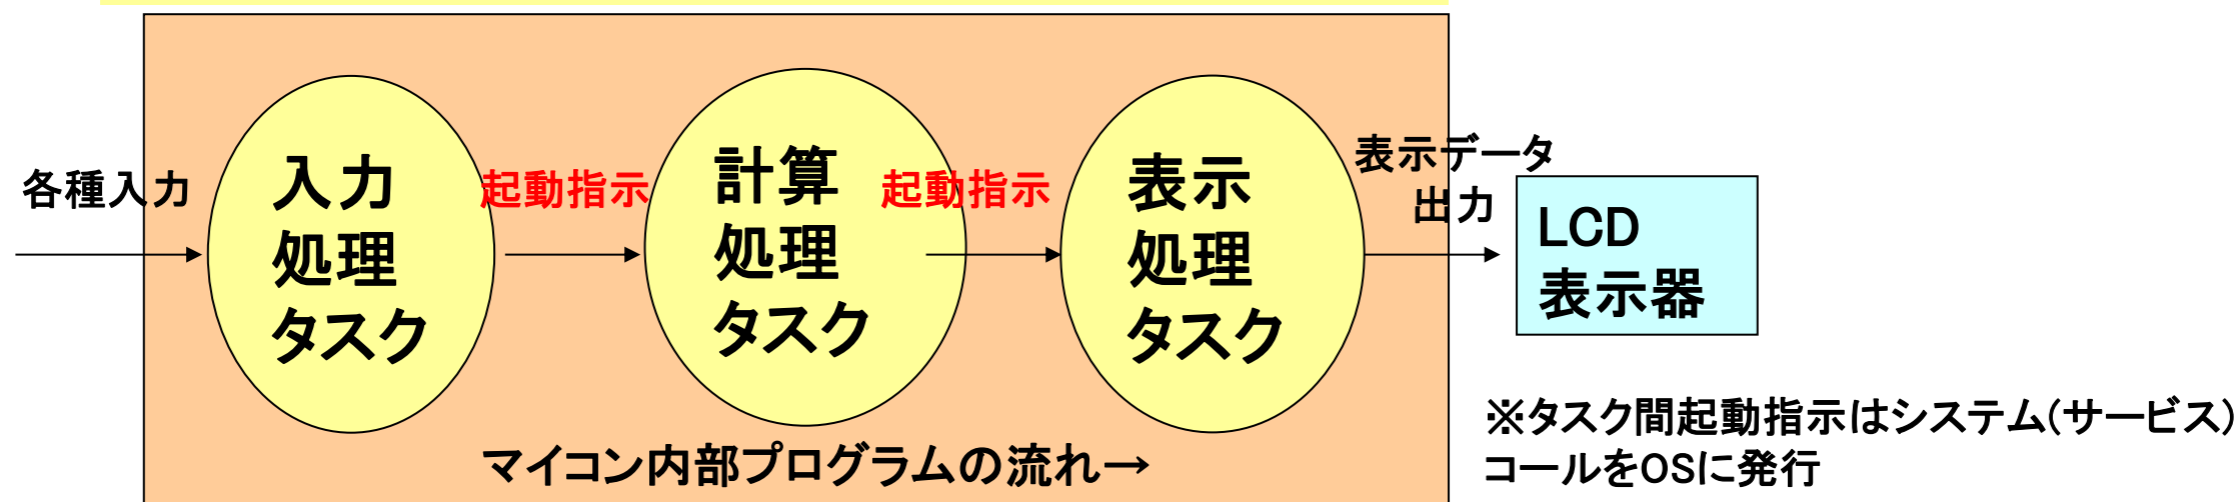 各種入力
入力
処理
タスク
起動指示
計算
処理
タスク
起動指示
表示
処理
タスク
表示データ
出力
LCD
表示器
マイコン内部プログラムの流れ→
※タスク間起動指示はシステム(サービス)
コールをOSに発行